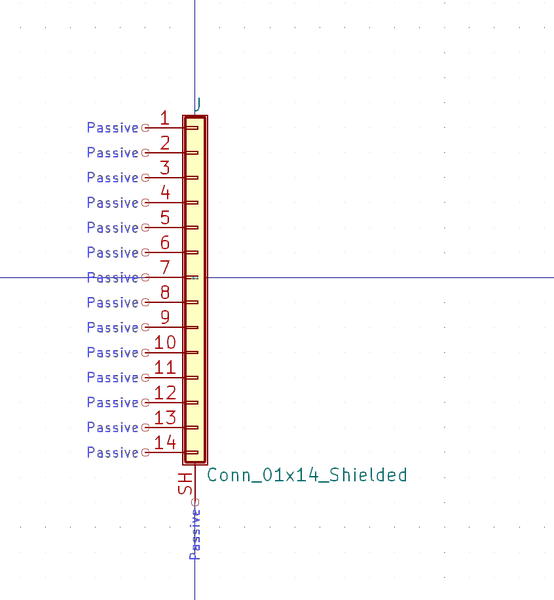 J
Passive 1
Passive 2
Passive 3
Passive 4
Passive 5
Passive 6
Passive 7
Passive 8
Passive 9
Passive 10
Passive 11
Passive 12
Passive 13
Passive 14
SH
Conn_01x14_Shielded
Passive